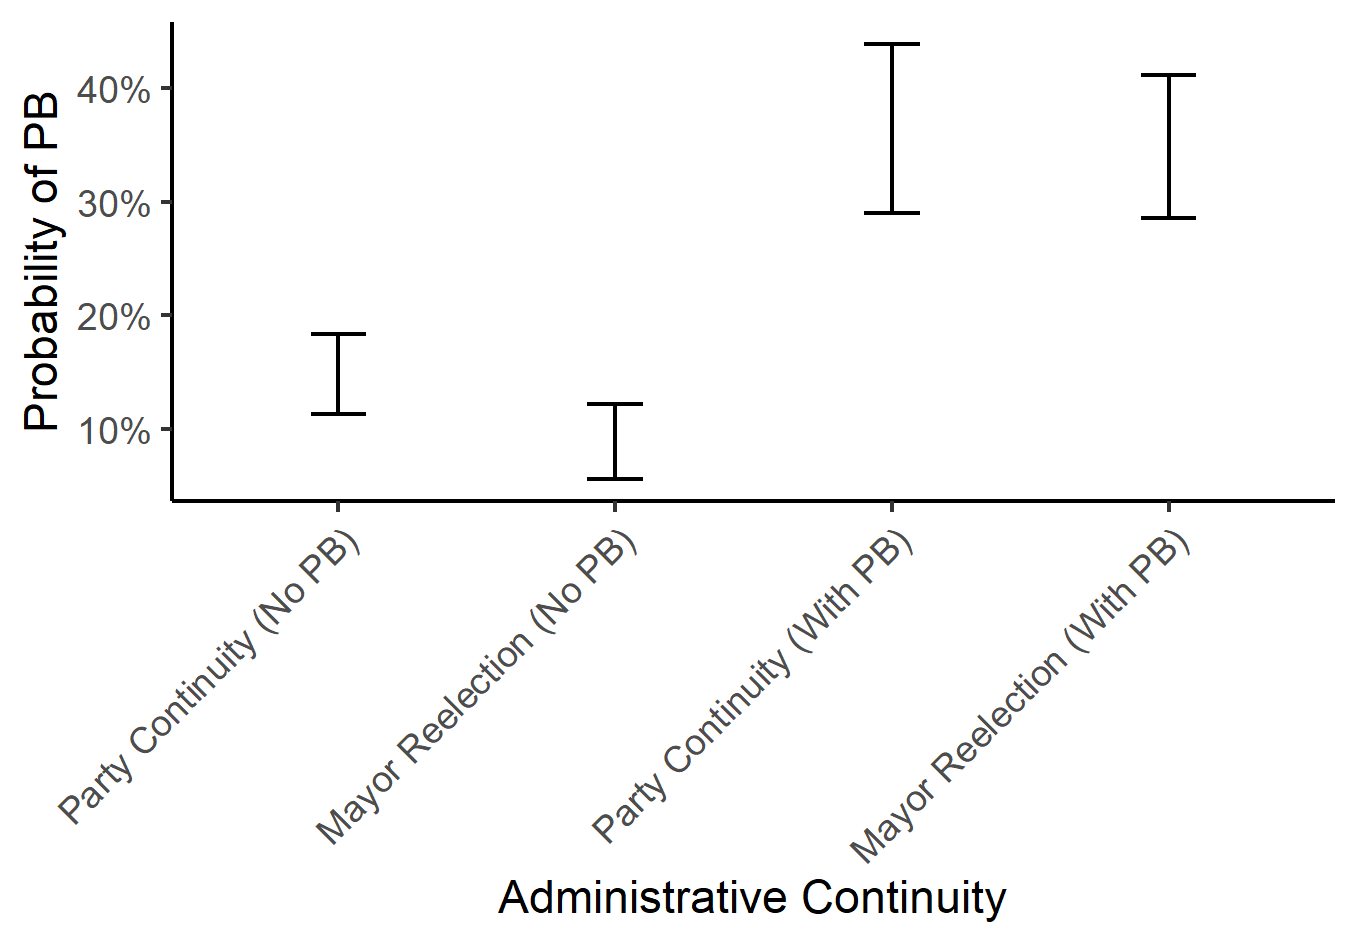 Probability of PB
40%
30%
20%
10%
Party Continuity (No PB)
Mayor Reelection (No PB)
Party Continuity (With PB)
Mayor Reelection (With PB)
Administrative Continuity